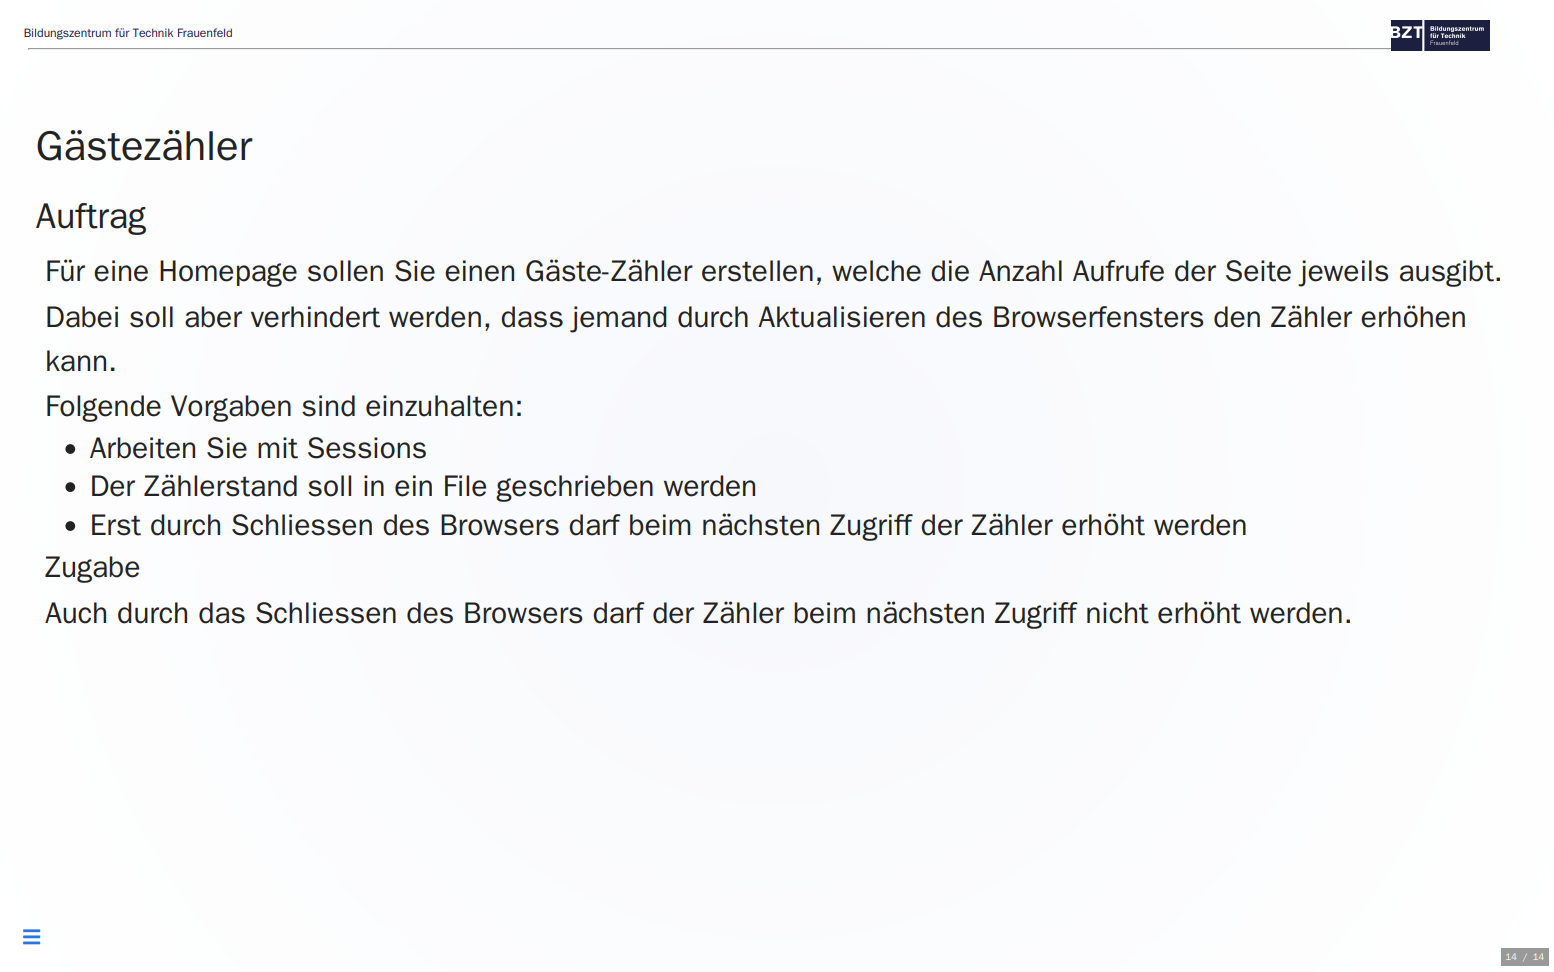 Bildungszentrum für Technik Frauenfeld
BZT
Bildungszentrum
für Technik
Frauenfeld
Gästezähler
Auftrag
Für eine Homepage sollen Sie einen Gäste-Zähler erstellen, welche die Anzahl Aufrufe der Seite jeweils ausgibt.
Dabei soll aber verhindert werden, dass jemand durch Aktualisieren des Browserfensters den Zähler erhöhen
kann.
Folgende Vorgaben sind einzuhalten:
• Arbeiten Sie mit Sessions
• Der Zählerstand soll in ein File geschrieben werden
• Erst durch Schliessen des Browsers darf beim nächsten Zugriff der Zähler erhöht werden
Zugabe
Auch durch das Schliessen des Browsers darf der Zähler beim nächsten Zugriff nicht erhöht werden.
14 / 14